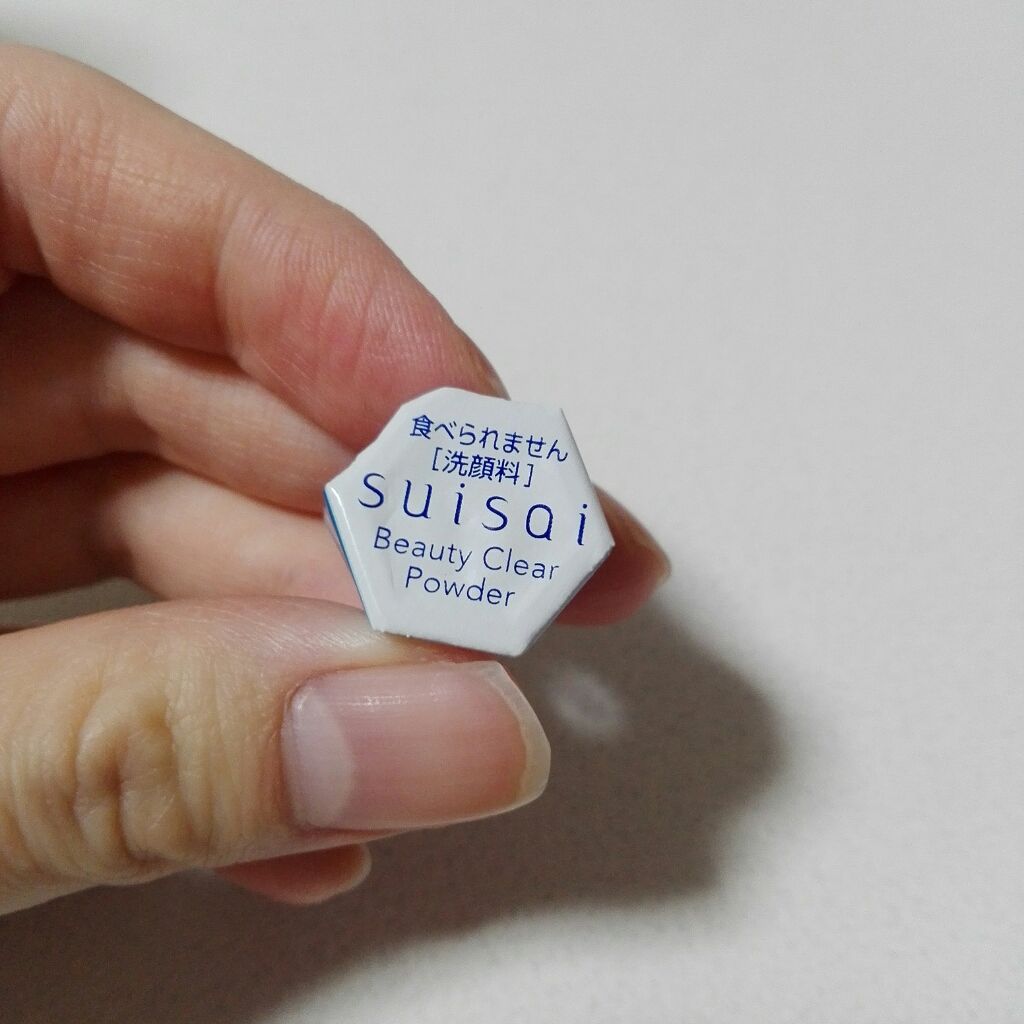 食べられません
[洗顔料]
suisai
Beauty Clear
Powder